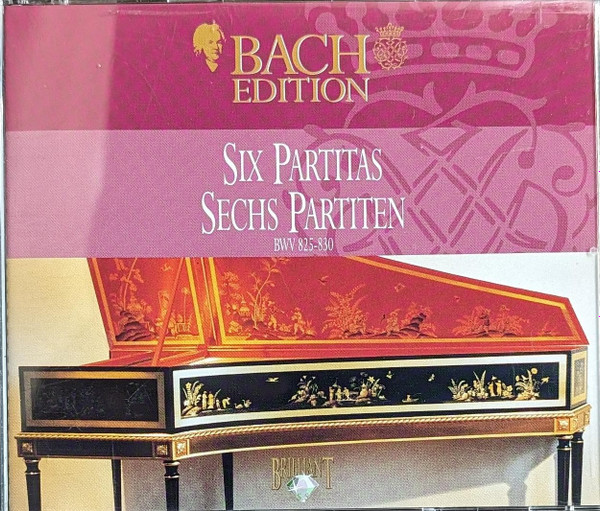 BACH
EDITION
SIX PARTITAS
SECHS PARTITEN
BWV 825-830
BRILLIANT